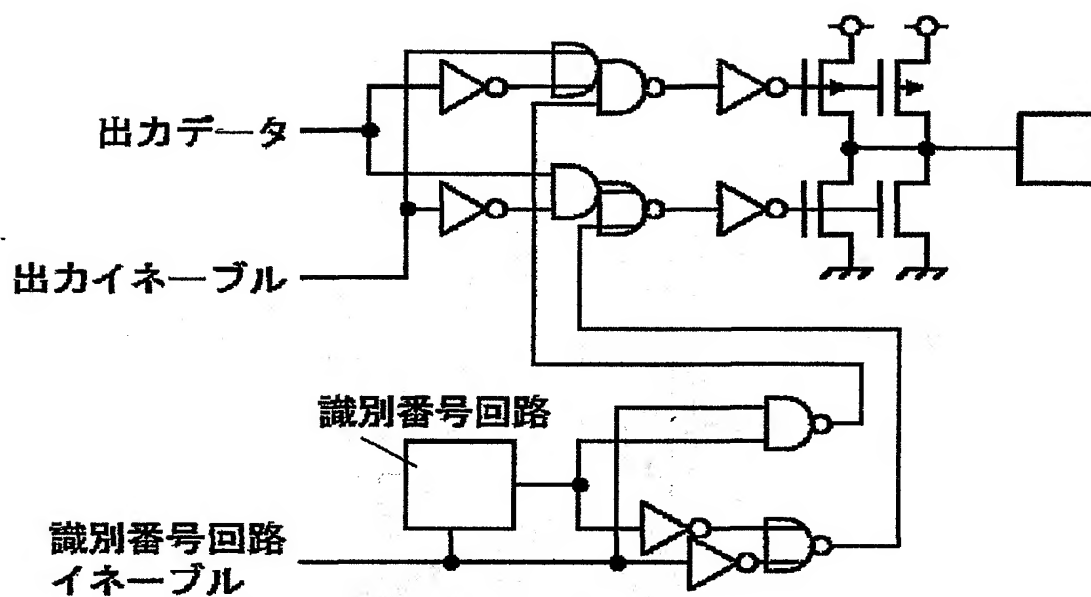 出力データ
出力イネーブル
識別番号回路
識別番号回路
イネーブル